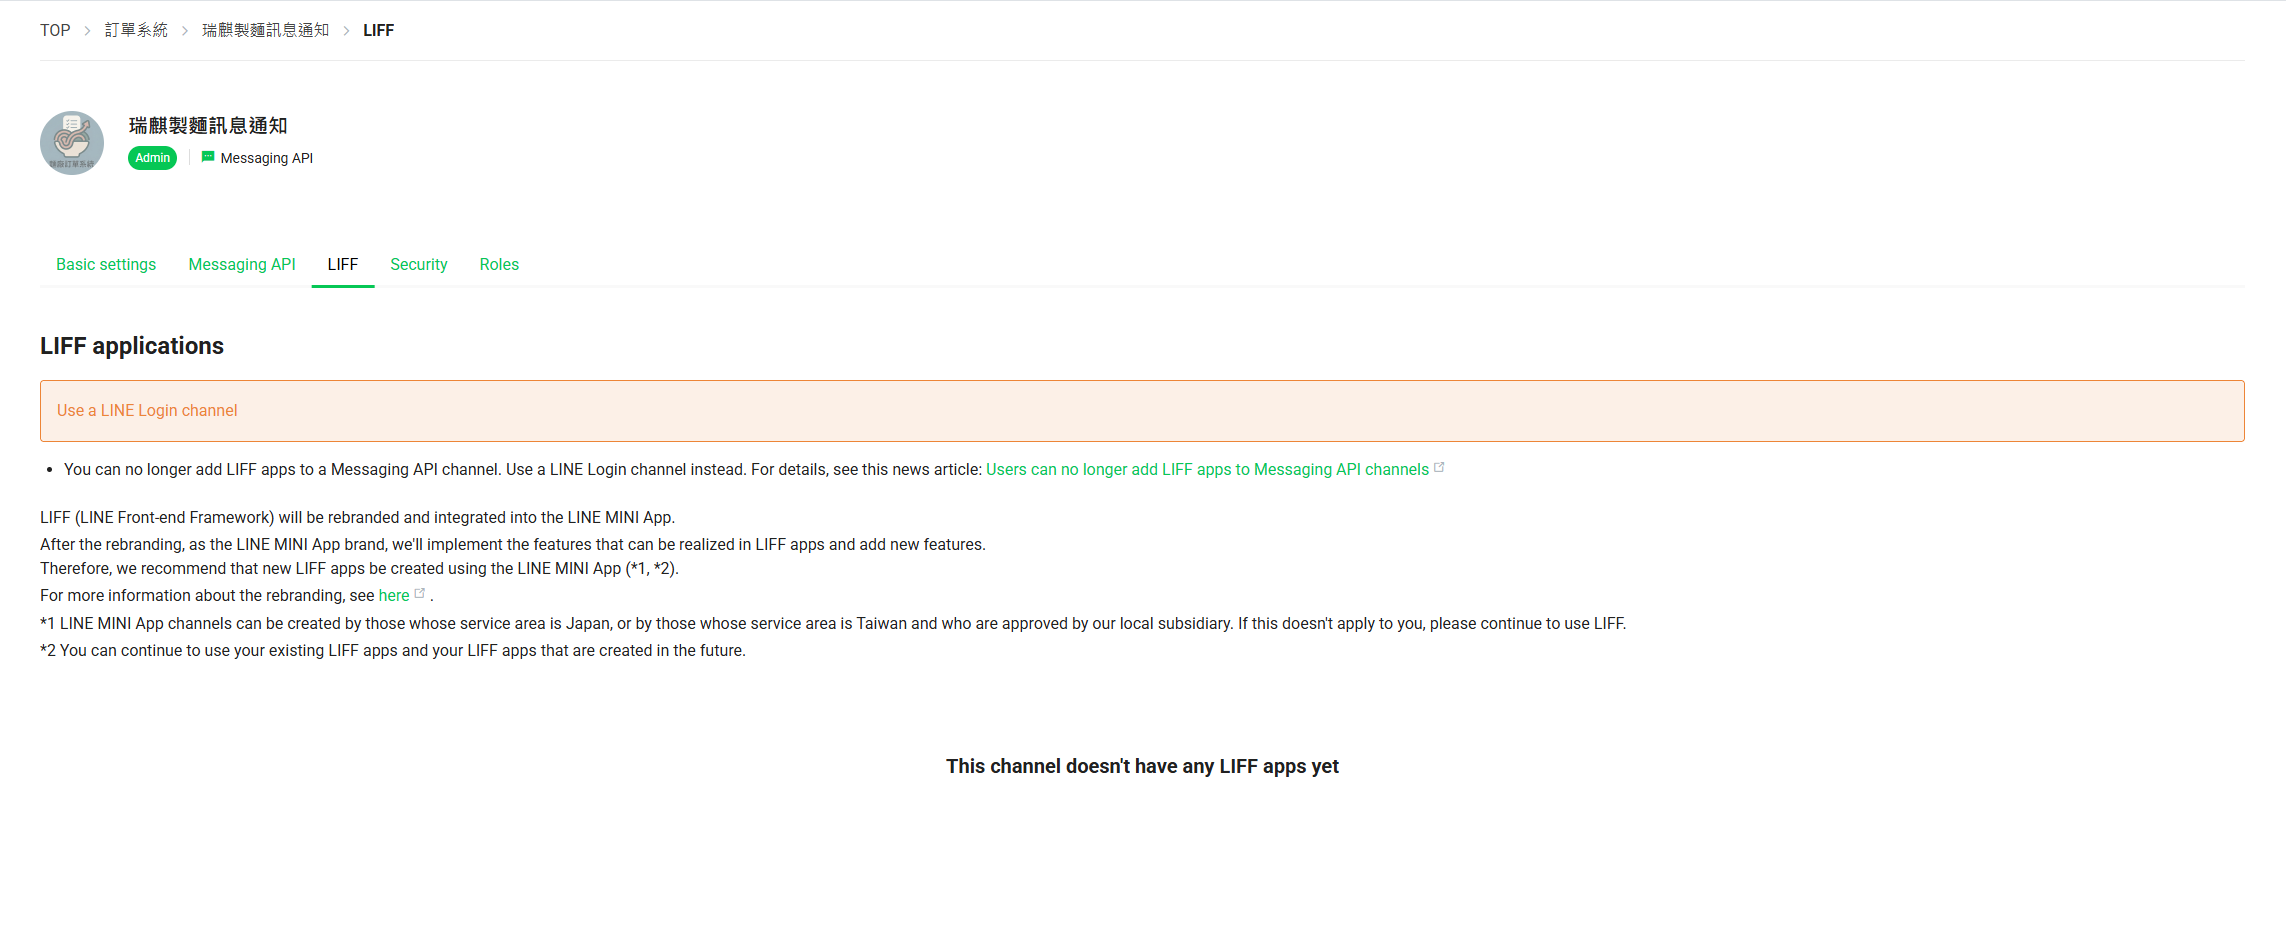 TOP > 訂單系統 > 瑞麒製麵訊息通知 > LIFF
瑞麒製麵訊息通知
Admin
Messaging API
Basic settings
Messaging API
LIFF
Security
Roles
LIFF applications
Use a LINE Login channel
• You can no longer add LIFF apps to a Messaging API channel. Use a LINE Login channel instead. For details, see this news article: Users can no longer add LIFF apps to Messaging API channels
LIFF (LINE Front-end Framework) will be rebranded and integrated into the LINE MINI App.
After the rebranding, as the LINE MINI App brand, we'll implement the features that can be realized in LIFF apps and add new features.
Therefore, we recommend that new LIFF apps be created using the LINE MINI App (*1, *2).
For more information about the rebranding, see here .
*1 LINE MINI App channels can be created by those whose service area is Japan, or by those whose service area is Taiwan and who are approved by our local subsidiary. If this doesn't apply to you, please continue to use LIFF.
*2 You can continue to use your existing LIFF apps and your LIFF apps that are created in the future.
This channel doesn't have any LIFF apps yet